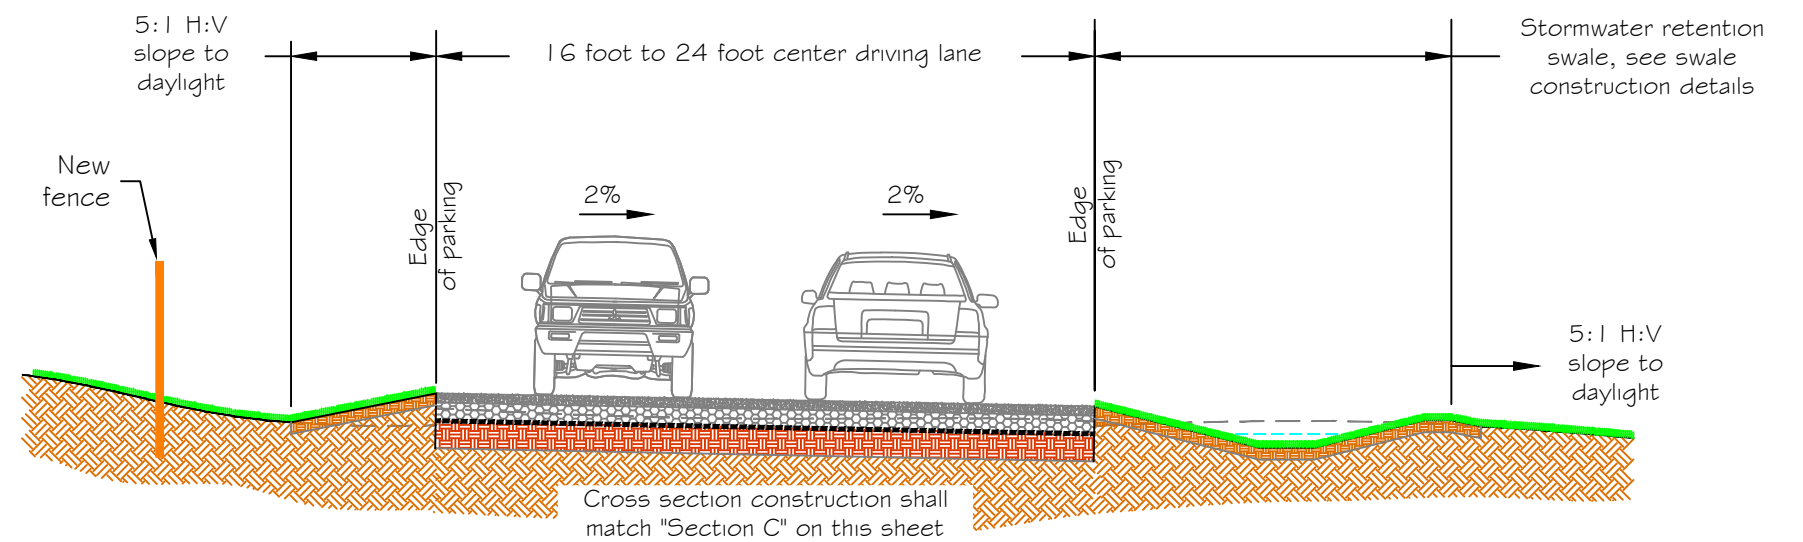 5:1 H:V
slope to
daylight
16 foot to 24 foot center driving lane
Stormwater retention
swale, see swale
construction details
New
fence
Edge
of parking
2%
2%
Edge
of parking
5:1 H:V
slope to
daylight
Cross section construction shall
match "Section C" on this sheet